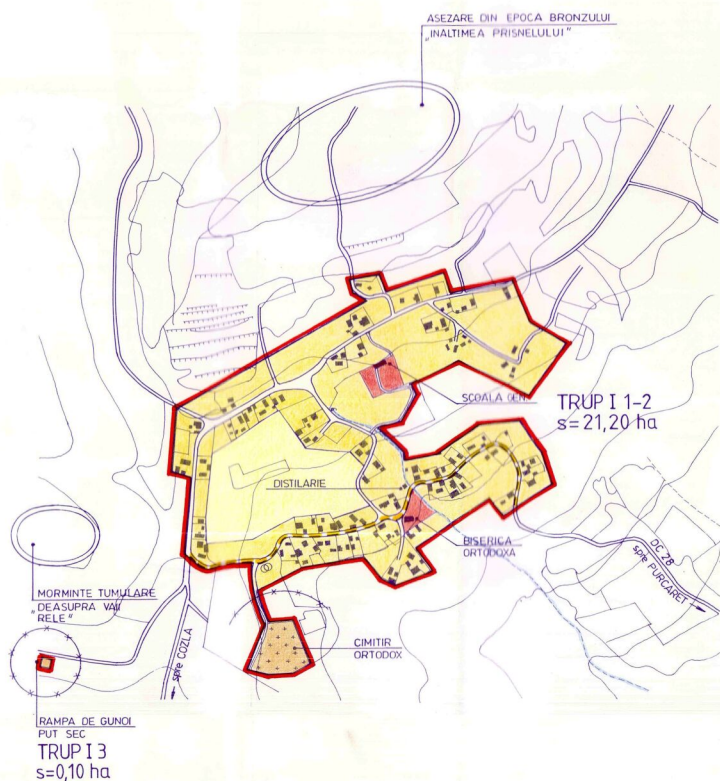 ASEZARE DIN EPOCA BRONZULUI
„INALTIMEA PRISNELULUI"
SCOALA GEN.
TRUP I 1-2
s=21,20 ha
DISTILARIE
BISERICA
ORTODOXA
DC 28
spre PURCARET
MORMINTE TUMULARE
„DEASUPRA VAII
RELE"
spre COZLA
CIMITIR
ORTODOX
RAMPA DE GUNOI
PUT SEC
TRUP I 3
s=0,10 ha